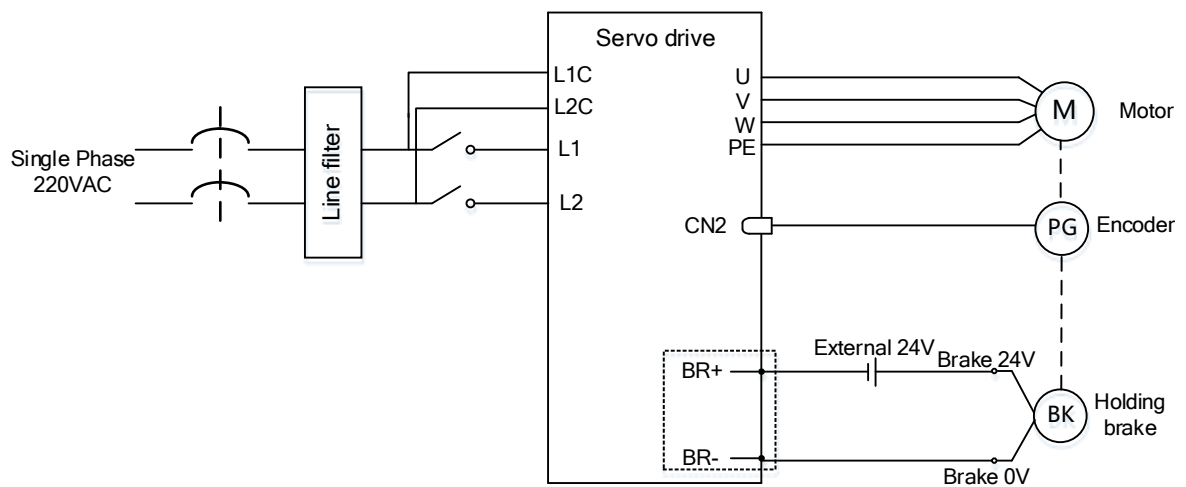 Servo drive
L1C
L2C
L1
L2
Single Phase
220VAC
Line filter
U
V
W
PE
M
Motor
CN2
PG
Encoder
External 24V
BR+
Brake 24V
BK
Holding
brake
BR-
Brake 0V